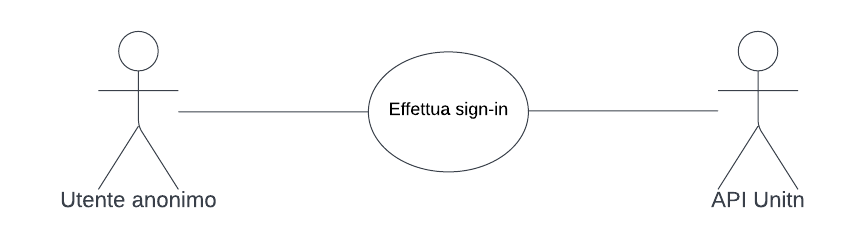 Effettua sign-in
Utente anonimo
API Unitn